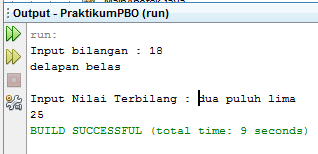 Output - PraktikumPBO (run)
run:
Input bilangan : 18
delapan belas
Input Nilai Terbilang : dua puluh lima
25
BUILD SUCCESSFUL (total time: 9 seconds)